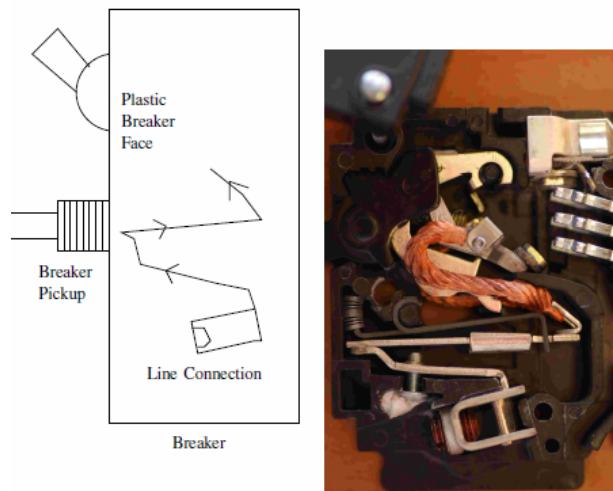 Plastic
Breaker
Face
Breaker
Pickup
Line Connection
Breaker